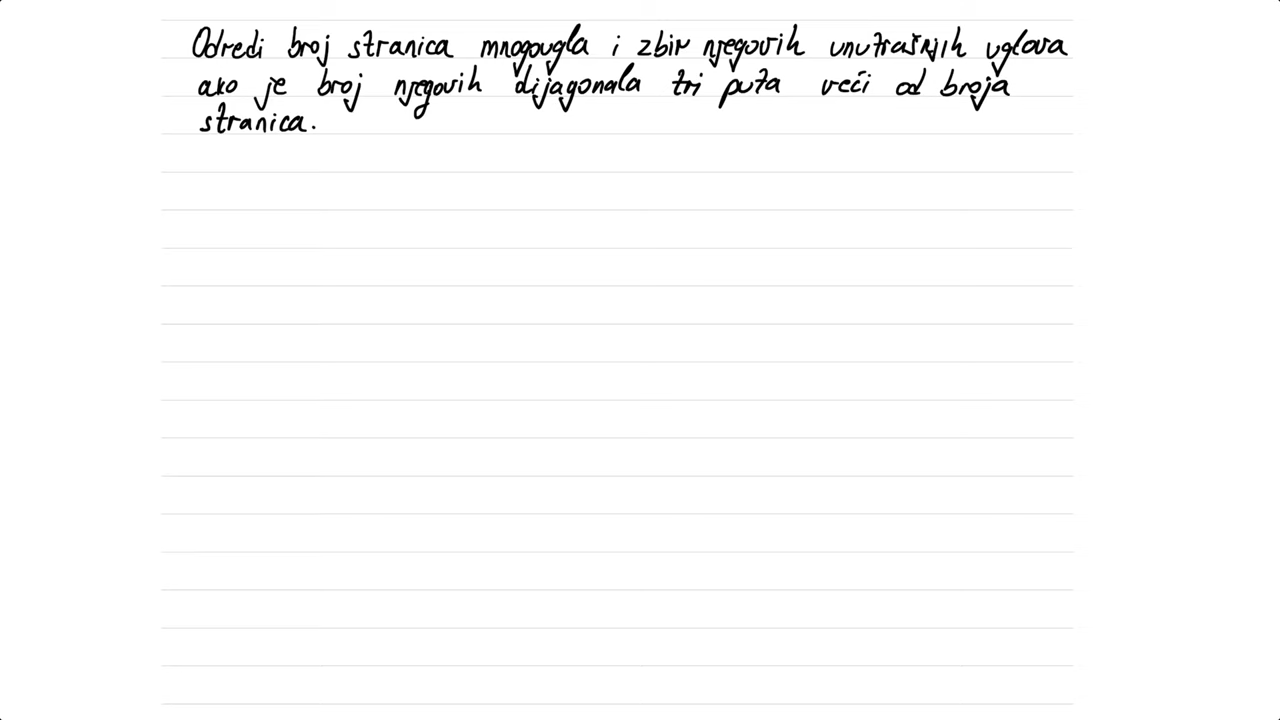 Odredi broj stranica mnogougla i zbir njegovih unutrašnjih uglova
ako je broj njegovih dijagonala tri puta veći od broja
stranica.